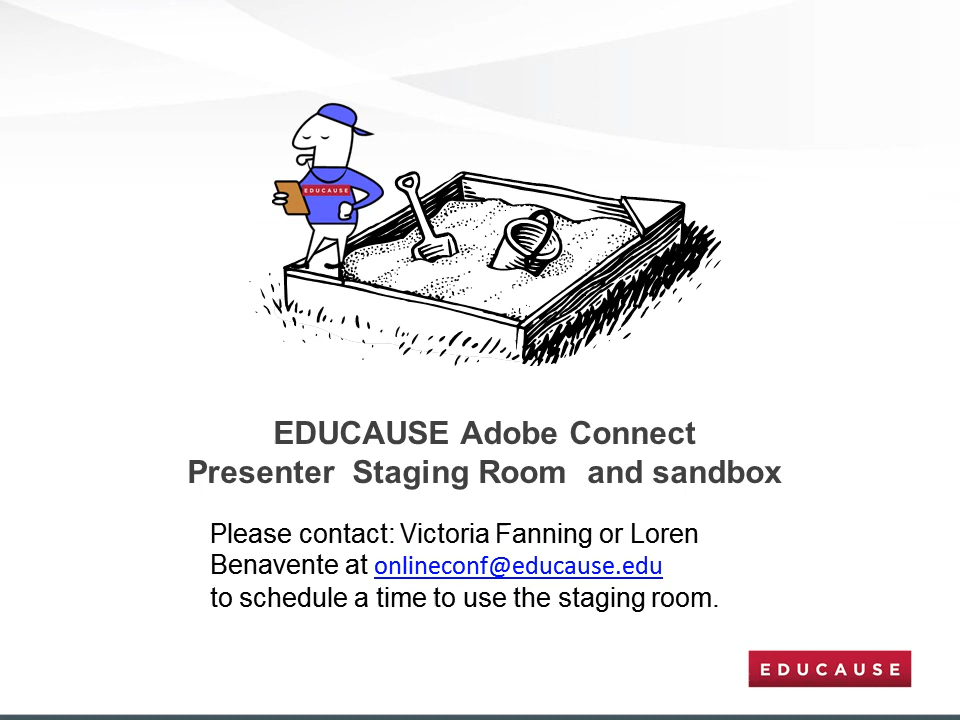 EDUCAUSE
EDUCAUSE Adobe Connect
Presenter Staging Room and sandbox
Please contact: Victoria Fanning or Loren
Benavente at onlineconf@educause.edu
to schedule a time to use the staging room.
EDUCAUSE